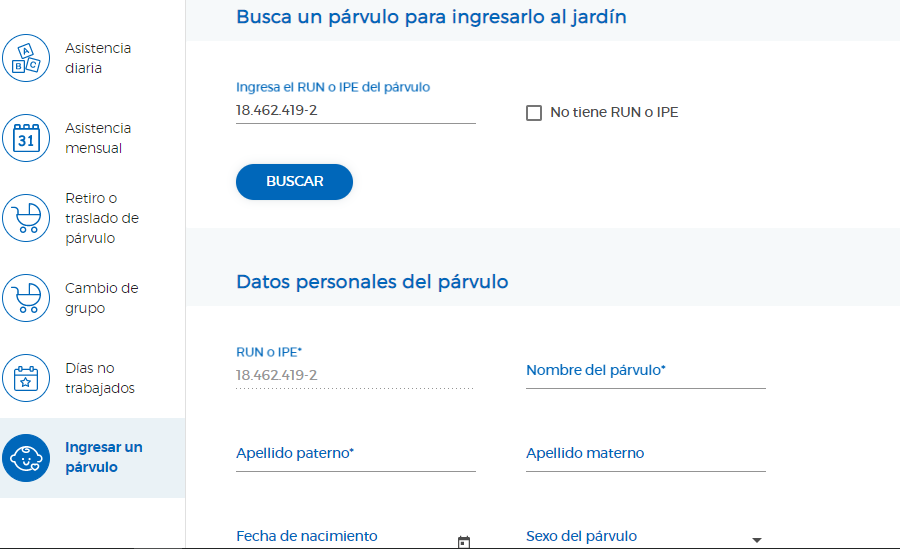 Busca un párvulo para ingresarlo al jardín
A
B C
Asistencia
diaria
Ingresa el RUN o IPE del párvulo
18.462.419-2
No tiene RUN o IPE
31
Asistencia
mensual
BUSCAR
Retiro o
traslado de
párvulo
Datos personales del párvulo
Cambio de
grupo
RUN o IPE*
18.462.419-2
Nombre del párvulo*
Días no
trabajados
Ingresar un
párvulo
Apellido paterno*
Apellido materno
Fecha de nacimiento
Sexo del párvulo